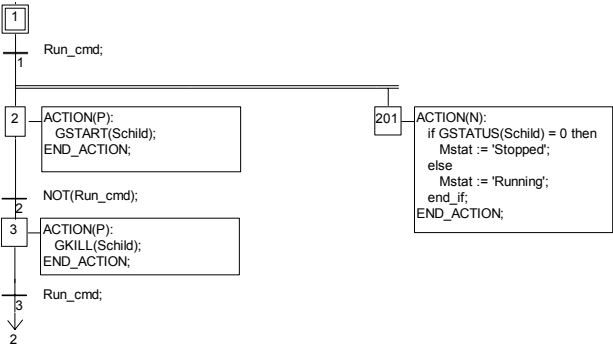 1
Run_cmd;
1
2
ACTION(P):
GSTART(Schild);
END_ACTION;
201
ACTION(N):
if GSTATUS(Schild) = 0 then
Mstat := 'Stopped';
else
Mstat := 'Running';
end_if;
END_ACTION;
NOT(Run_cmd);
2
3
ACTION(P):
GKILL(Schild);
END_ACTION;
Run_cmd;
3
2